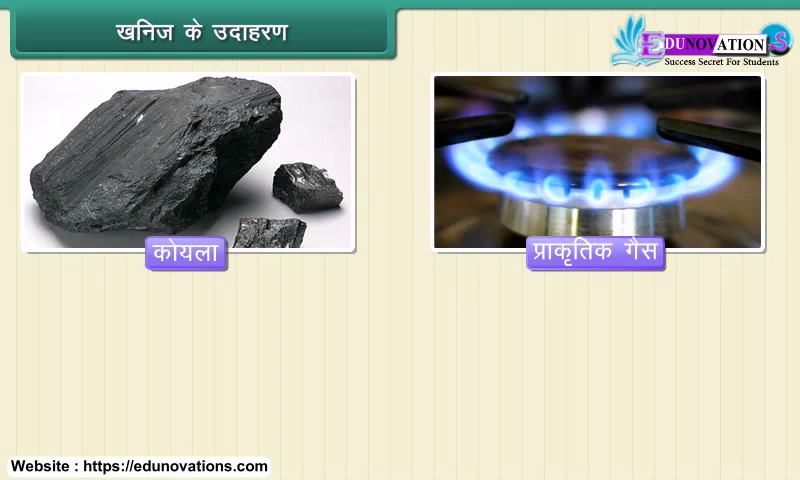 खनिज के उदाहरण
EDUNOVATIONS
Success Secret For Students
कोयला
प्राकृतिक गैस
Website : https://edunovations.com